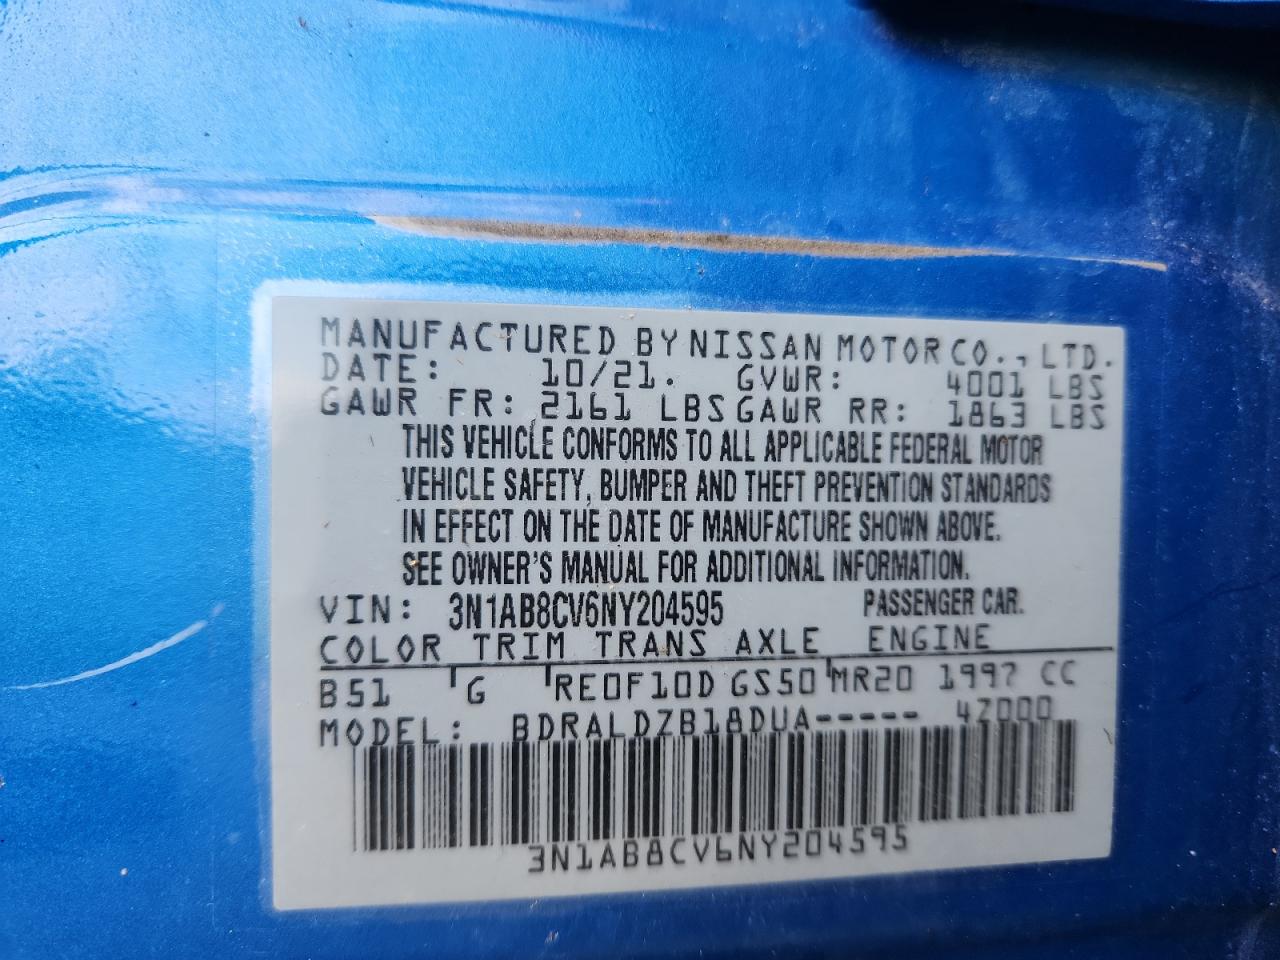 MANUFACTURED BY NISSAN MOTOR CO., LTD.
DATE: 10/21. GVWR: 4001 LBS
GAWR FR: 2161 LBS GAWR RR: 1863 LBS
THIS VEHICLE CONFORMS TO ALL APPLICABLE FEDERAL MOTOR
VEHICLE SAFETY, BUMPER AND THEFT PREVENTION STANDARDS
IN EFFECT ON THE DATE OF MANUFACTURE SHOWN ABOVE.
SEE OWNER'S MANUAL FOR ADDITIONAL INFORMATION.
VIN: 3N1AB8CV6NY204595 PASSENGER CAR.
COLOR TRIM TRANS AXLE ENGINE
B51 G RE0F10D GS50 MR20 1997 CC
MODEL: BDRALDZB18DUA----- 4Z000
3N1AB8CV6NY204595